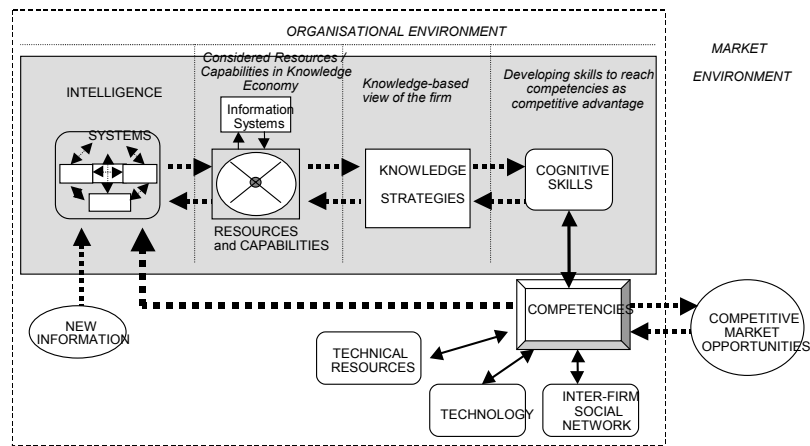 ORGANISATIONAL ENVIRONMENT
MARKET
ENVIRONMENT
Considered Resources /
Capabilities in Knowledge
Economy
Knowledge-based
view of the firm
Developing skills to reach
competencies as
competitive advantage
INTELLIGENCE
SYSTEMS
Information
Systems
RESOURCES
and CAPABILITIES
KNOWLEDGE
STRATEGIES
COGNITIVE
SKILLS
NEW
INFORMATION
COMPETENCIES
COMPETITIVE
MARKET
OPPORTUNITIES
TECHNICAL
RESOURCES
TECHNOLOGY
INTER-FIRM
SOCIAL
NETWORK